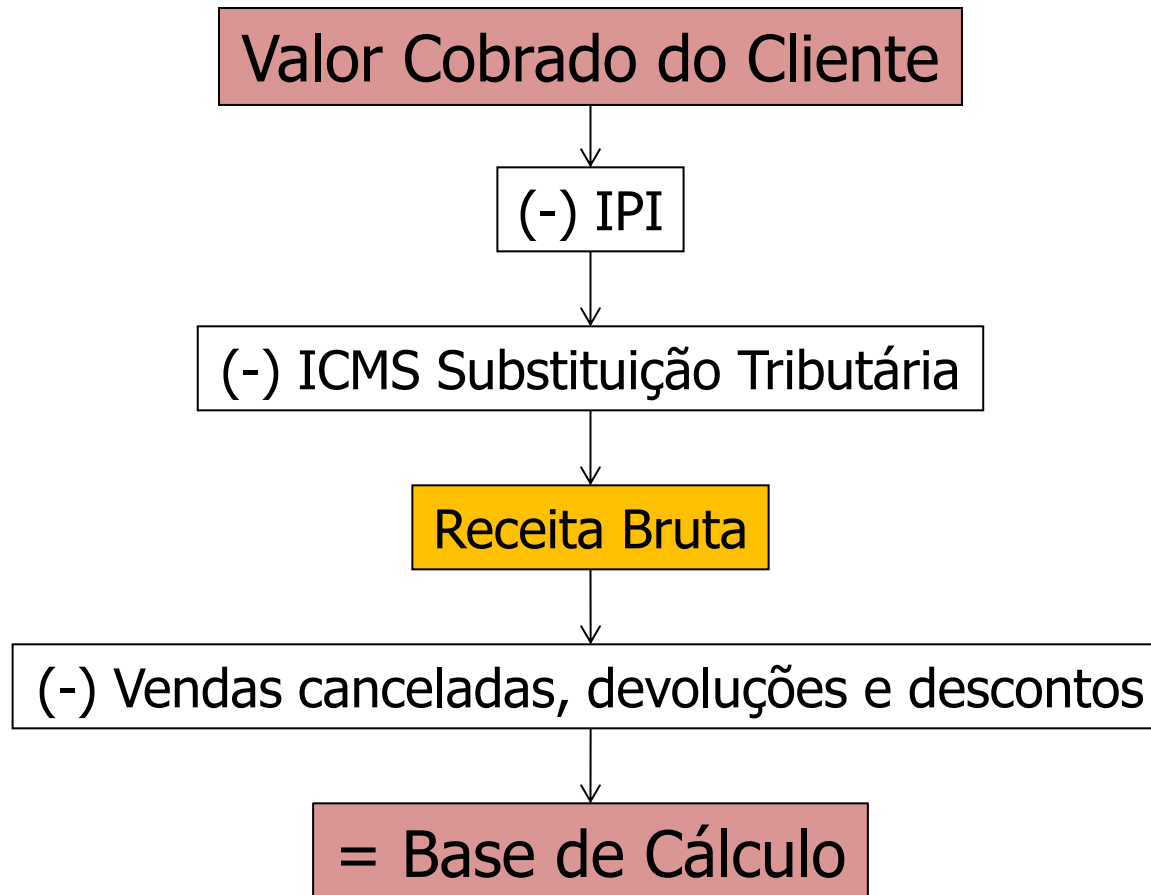 Valor Cobrado do Cliente
(-) IPI
(-) ICMS Substituição Tributária
Receita Bruta
(-) Vendas canceladas, devoluções e descontos
= Base de Cálculo